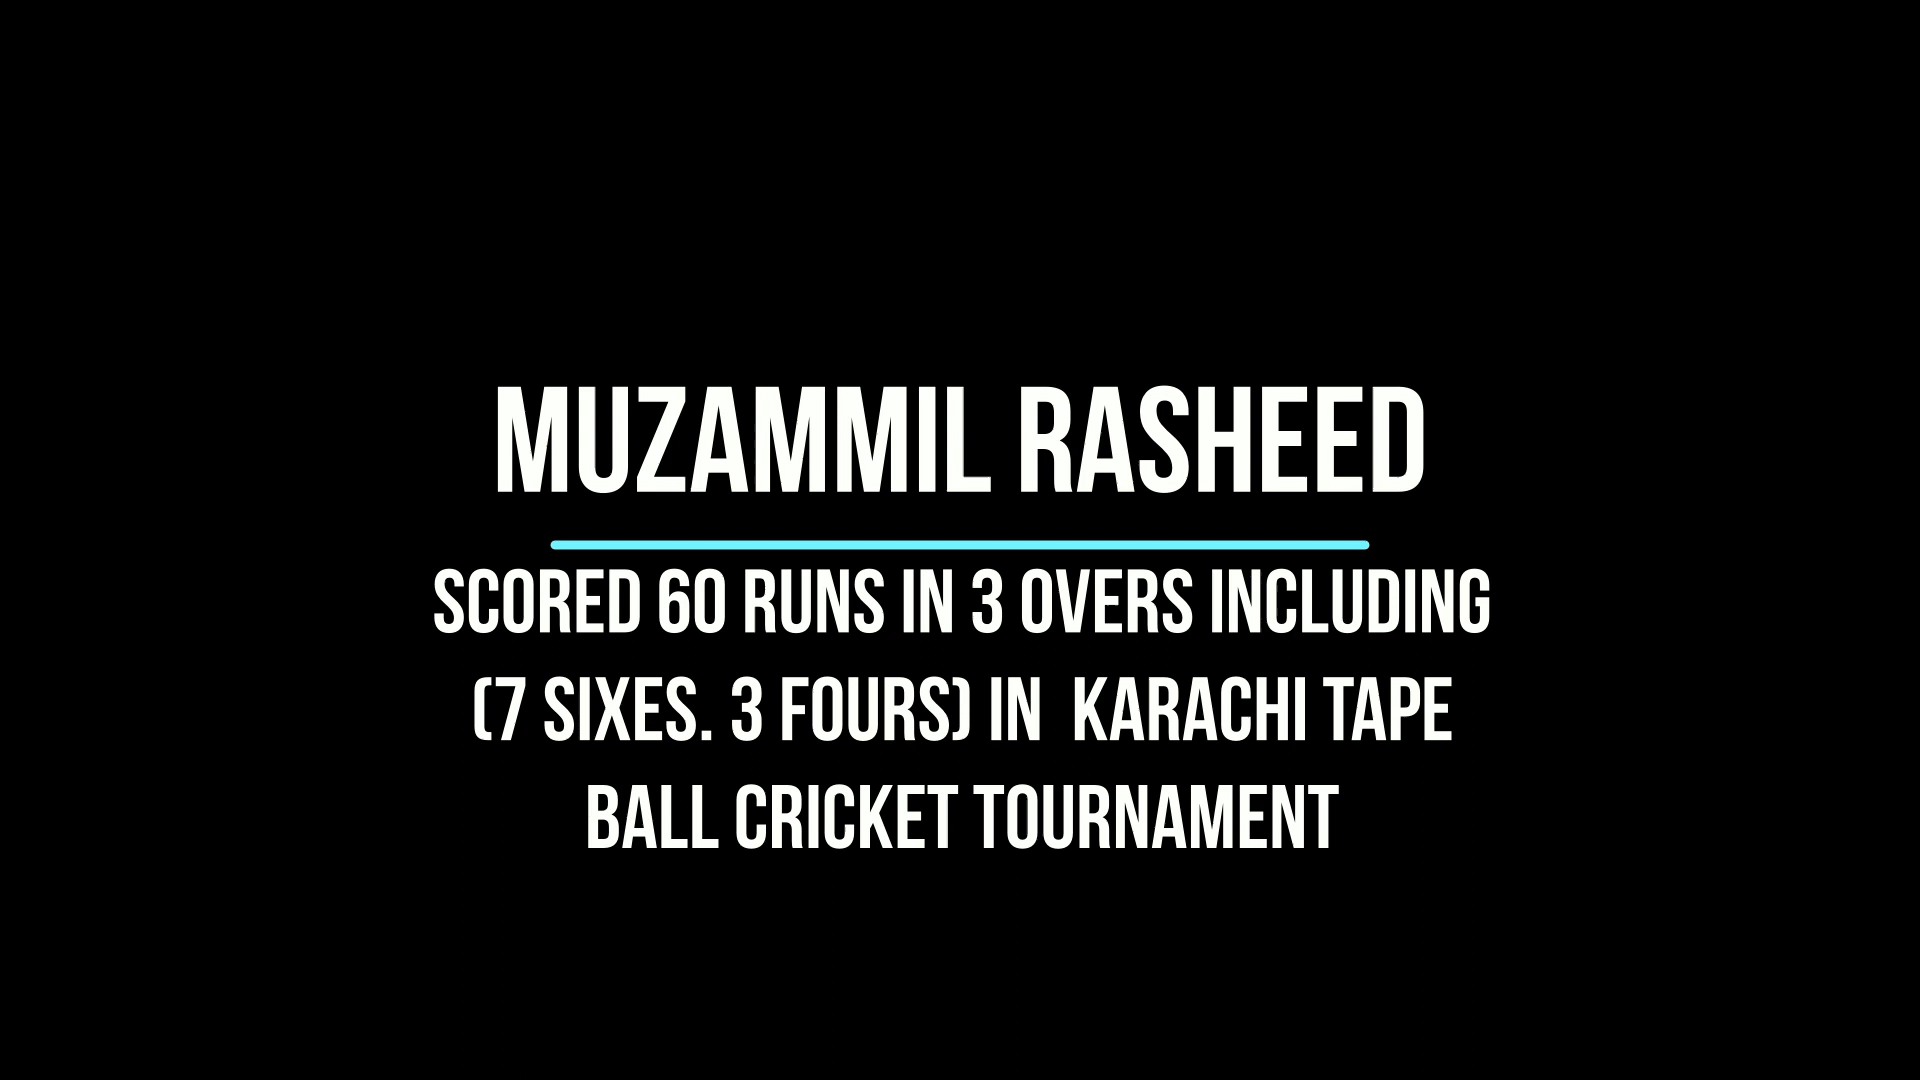 MUZAMMIL RASHEED
SCORED 60 RUNS IN 3 OVERS INCLUDING
(7 SIXES. 3 FOURS) IN  KARACHI TAPE
BALL CRICKET TOURNAMENT